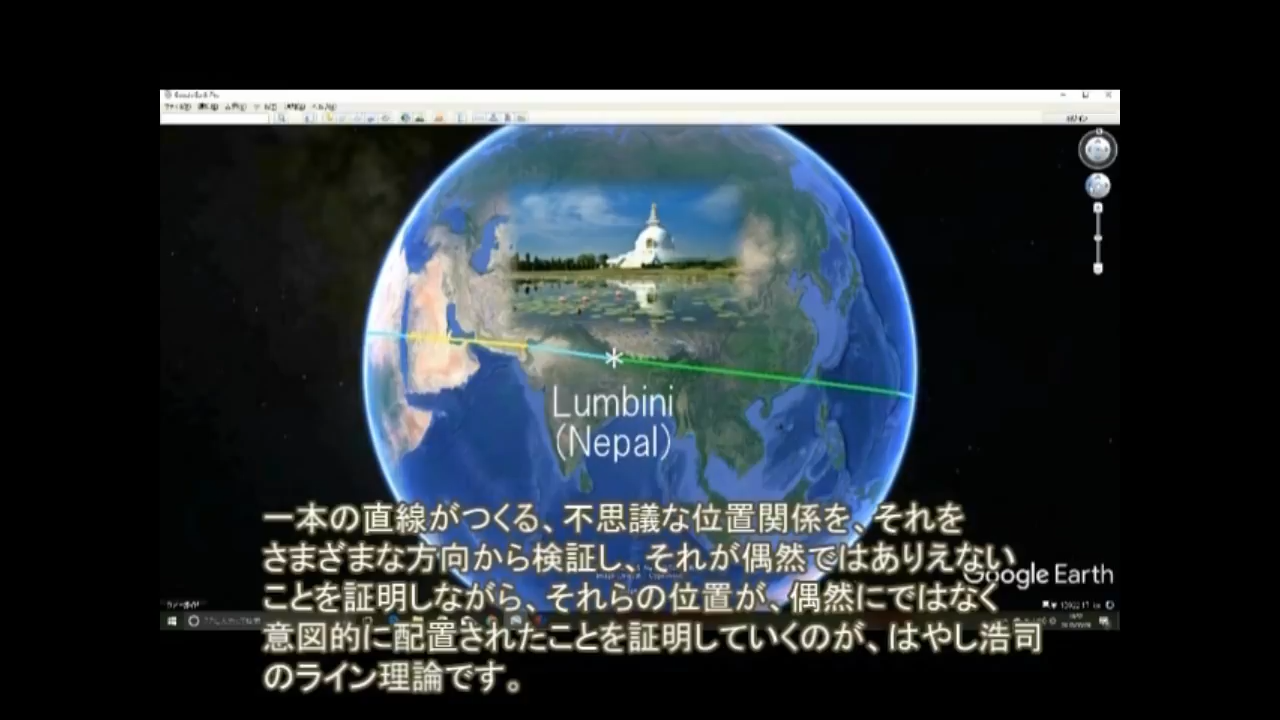 Lumbini
(Nepal)
Google Earth
一本の直線がつくる、不思議な位置関係を、それを
さまざまな方向から検証し、それが偶然ではありえない
ことを証明しながら、それらの位置が、偶然にではなく
意図的に配置されたことを証明していくのが、はやし浩司
のライン理論です。